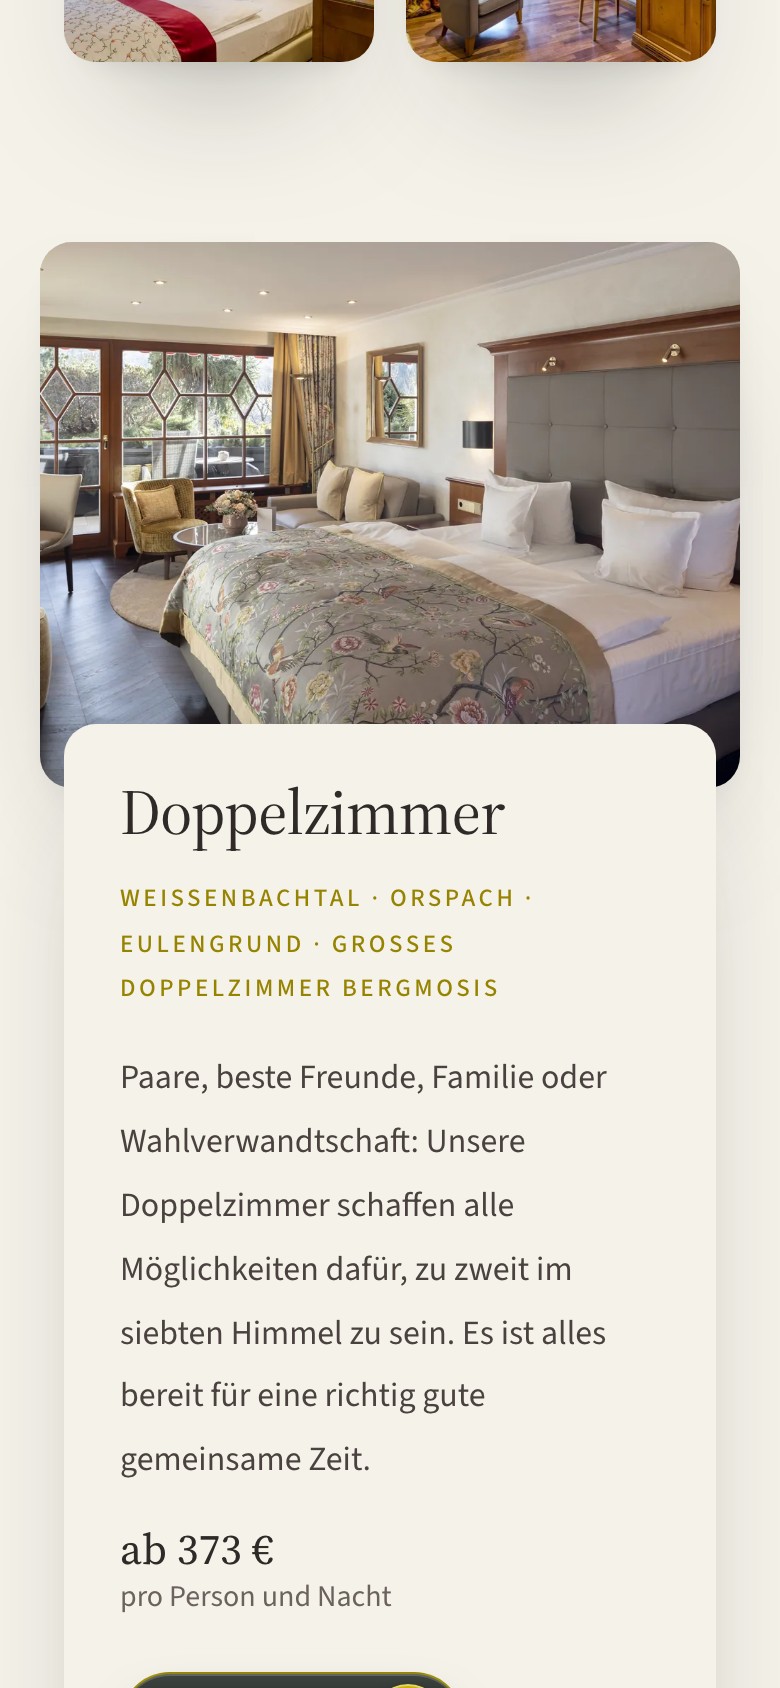 Doppelzimmer
WEISSENBACHTAL · ORSPACH ·
EULENGRUND · GROSSES
DOPPELZIMMER BERGMOSIS
Paare, beste Freunde, Familie oder
Wahlverwandtschaft: Unsere
Doppelzimmer schaffen alle
Möglichkeiten dafür, zu zweit im
siebten Himmel zu sein. Es ist alles
bereit für eine richtig gute
gemeinsame Zeit.
ab 373 €
pro Person und Nacht